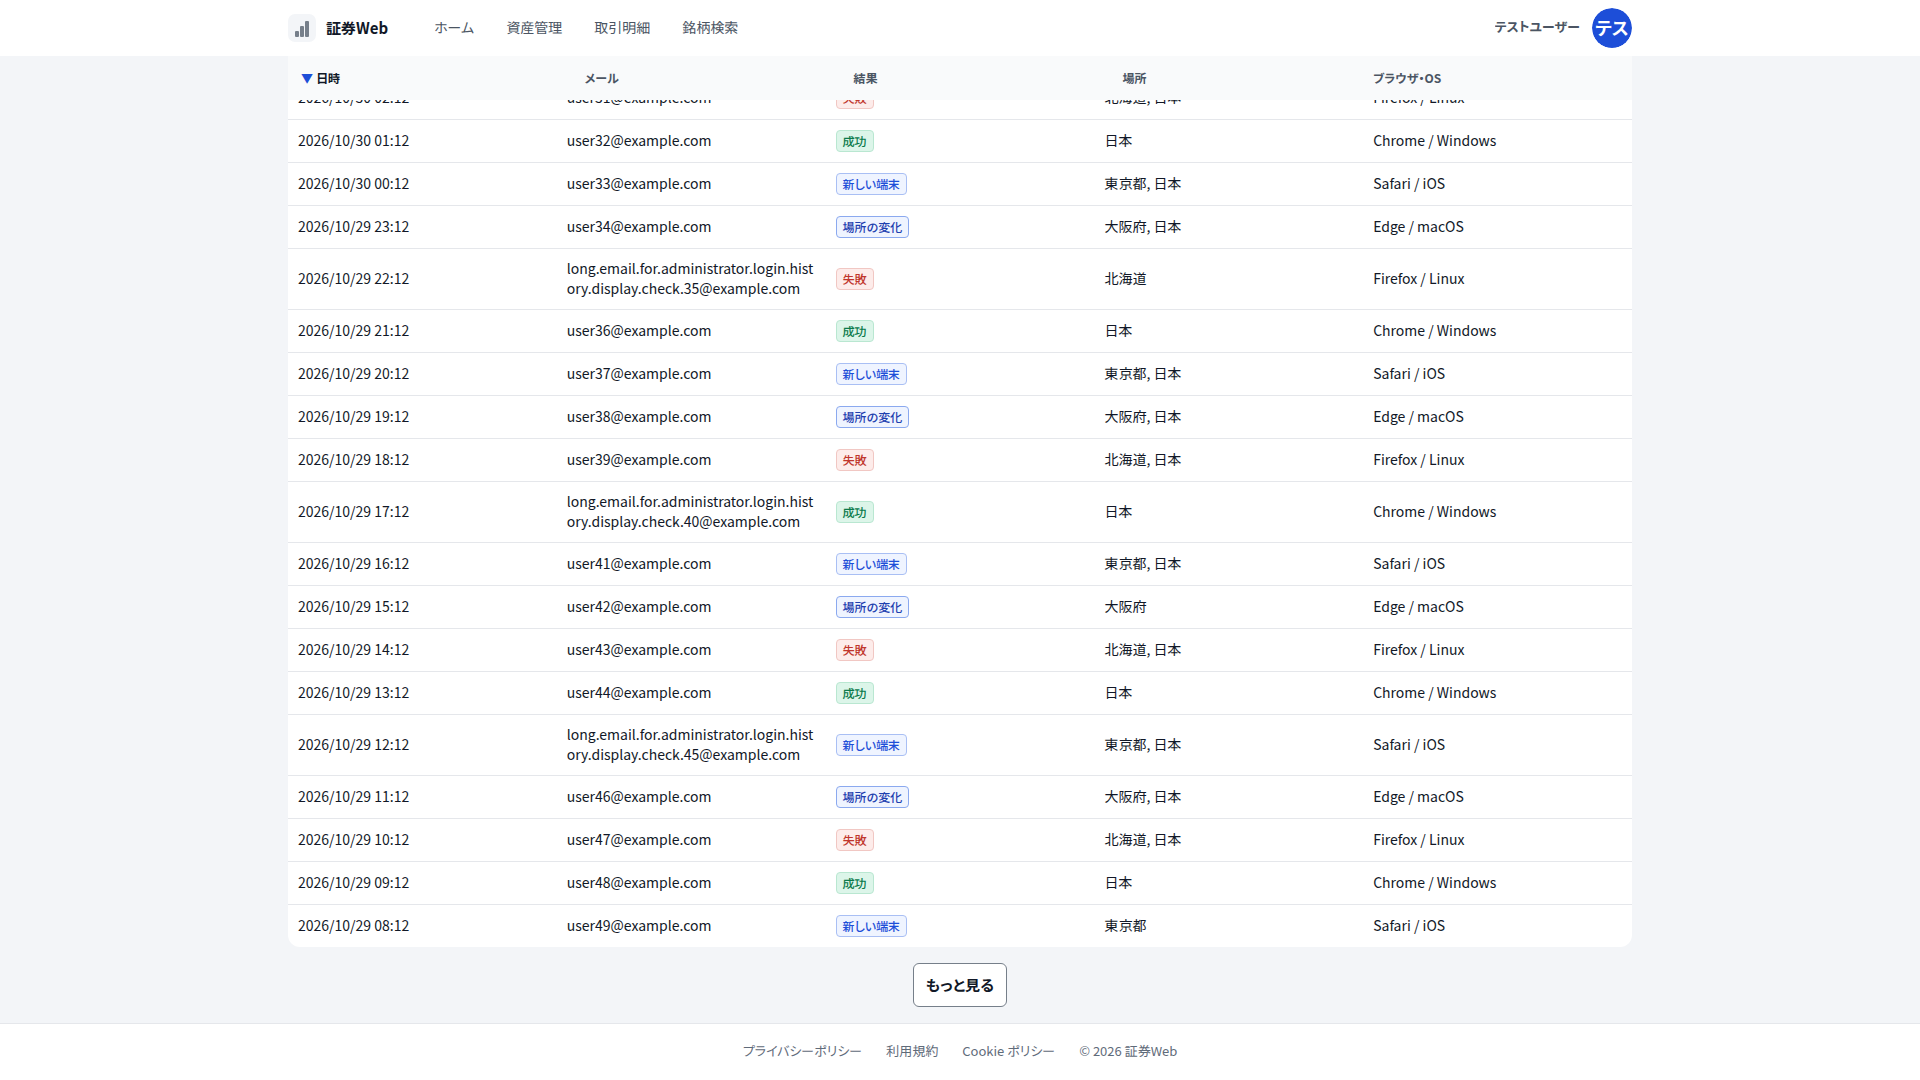 証券Web ホーム 資産管理 取引明細 銘柄検索 テストユーザー テス
▼日時 メール 結果 場所 ブラウザ・OS
2026/10/30 02:12 user31@example.com 失敗 北海道, 日本 Firefox / Linux
2026/10/30 01:12 user32@example.com 成功 日本 Chrome / Windows
2026/10/30 00:12 user33@example.com 新しい端末 東京都, 日本 Safari / iOS
2026/10/29 23:12 user34@example.com 場所の変化 大阪府, 日本 Edge / macOS
2026/10/29 22:12 long.email.for.administrator.login.hist
ory.display.check.35@example.com 失敗 北海道 Firefox / Linux
2026/10/29 21:12 user36@example.com 成功 日本 Chrome / Windows
2026/10/29 20:12 user37@example.com 新しい端末 東京都, 日本 Safari / iOS
2026/10/29 19:12 user38@example.com 場所の変化 大阪府, 日本 Edge / macOS
2026/10/29 18:12 user39@example.com 失敗 北海道, 日本 Firefox / Linux
2026/10/29 17:12 long.email.for.administrator.login.hist
ory.display.check.40@example.com 成功 日本 Chrome / Windows
2026/10/29 16:12 user41@example.com 新しい端末 東京都, 日本 Safari / iOS
2026/10/29 15:12 user42@example.com 場所の変化 大阪府 Edge / macOS
2026/10/29 14:12 user43@example.com 失敗 北海道, 日本 Firefox / Linux
2026/10/29 13:12 user44@example.com 成功 日本 Chrome / Windows
2026/10/29 12:12 long.email.for.administrator.login.hist
ory.display.check.45@example.com 新しい端末 東京都, 日本 Safari / iOS
2026/10/29 11:12 user46@example.com 場所の変化 大阪府, 日本 Edge / macOS
2026/10/29 10:12 user47@example.com 失敗 北海道, 日本 Firefox / Linux
2026/10/29 09:12 user48@example.com 成功 日本 Chrome / Windows
2026/10/29 08:12 user49@example.com 新しい端末 東京都 Safari / iOS
もっと見る
プライバシーポリシー 利用規約 Cookie ポリシー © 2026 証券Web